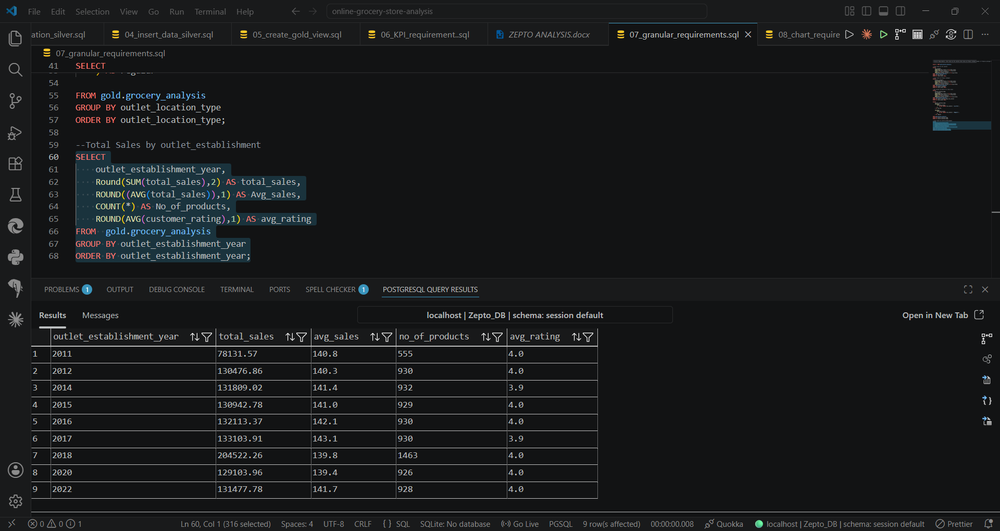 File Edit Selection View Go Run Terminal Help
online-grocery-store-analysis
ation_silver.sql 04_insert_data_silver.sql 05_create_gold_view.sql 06_KPI_requirement..sql ZEPTO ANALYSIS.docx 07_granular_requirements.sql 08_chart_require
07_granular_requirements.sql
41 SELECT
54
55 FROM gold.grocery_analysis
56 GROUP BY outlet_location_type
57 ORDER BY outlet_location_type;
58
59 --Total Sales by outlet_establishment
60 SELECT
61 outlet_establishment_year,
62 Round(SUM(total_sales),2) AS total_sales,
63 ROUND((AVG(total_sales)),1) AS Avg_sales,
64 COUNT(*) AS No_of_products,
65 ROUND(AVG(customer_rating),1) AS avg_rating
66 FROM gold.grocery_analysis
67 GROUP BY outlet_establishment_year
68 ORDER BY outlet_establishment_year;
PROBLEMS 1 OUTPUT DEBUG CONSOLE TERMINAL PORTS SPELL CHECKER 1 POSTGRESQL QUERY RESULTS
Results Messages localhost | Zepto_DB | schema: session default Open in New Tab
outlet_establishment_year total_sales avg_sales no_of_products avg_rating
1 2011 78131.57 140.8 555 4.0
2 2012 130476.86 140.3 930 4.0
3 2014 131809.02 141.4 932 3.9
4 2015 130942.78 141.0 929 4.0
5 2016 132113.37 142.1 930 4.0
6 2017 133103.91 143.1 930 3.9
7 2018 204522.26 139.8 1463 4.0
8 2020 129103.96 139.4 926 4.0
9 2022 131477.78 141.7 928 4.0
0 0 1 Ln 60, Col 1 (316 selected) Spaces: 4 UTF-8 CRLF { } SQL SQLite: No database Go Live PGSQL 9 row(s affected) 00:00:00.008 Quokka localhost | Zepto_DB | schema: session default Prettier